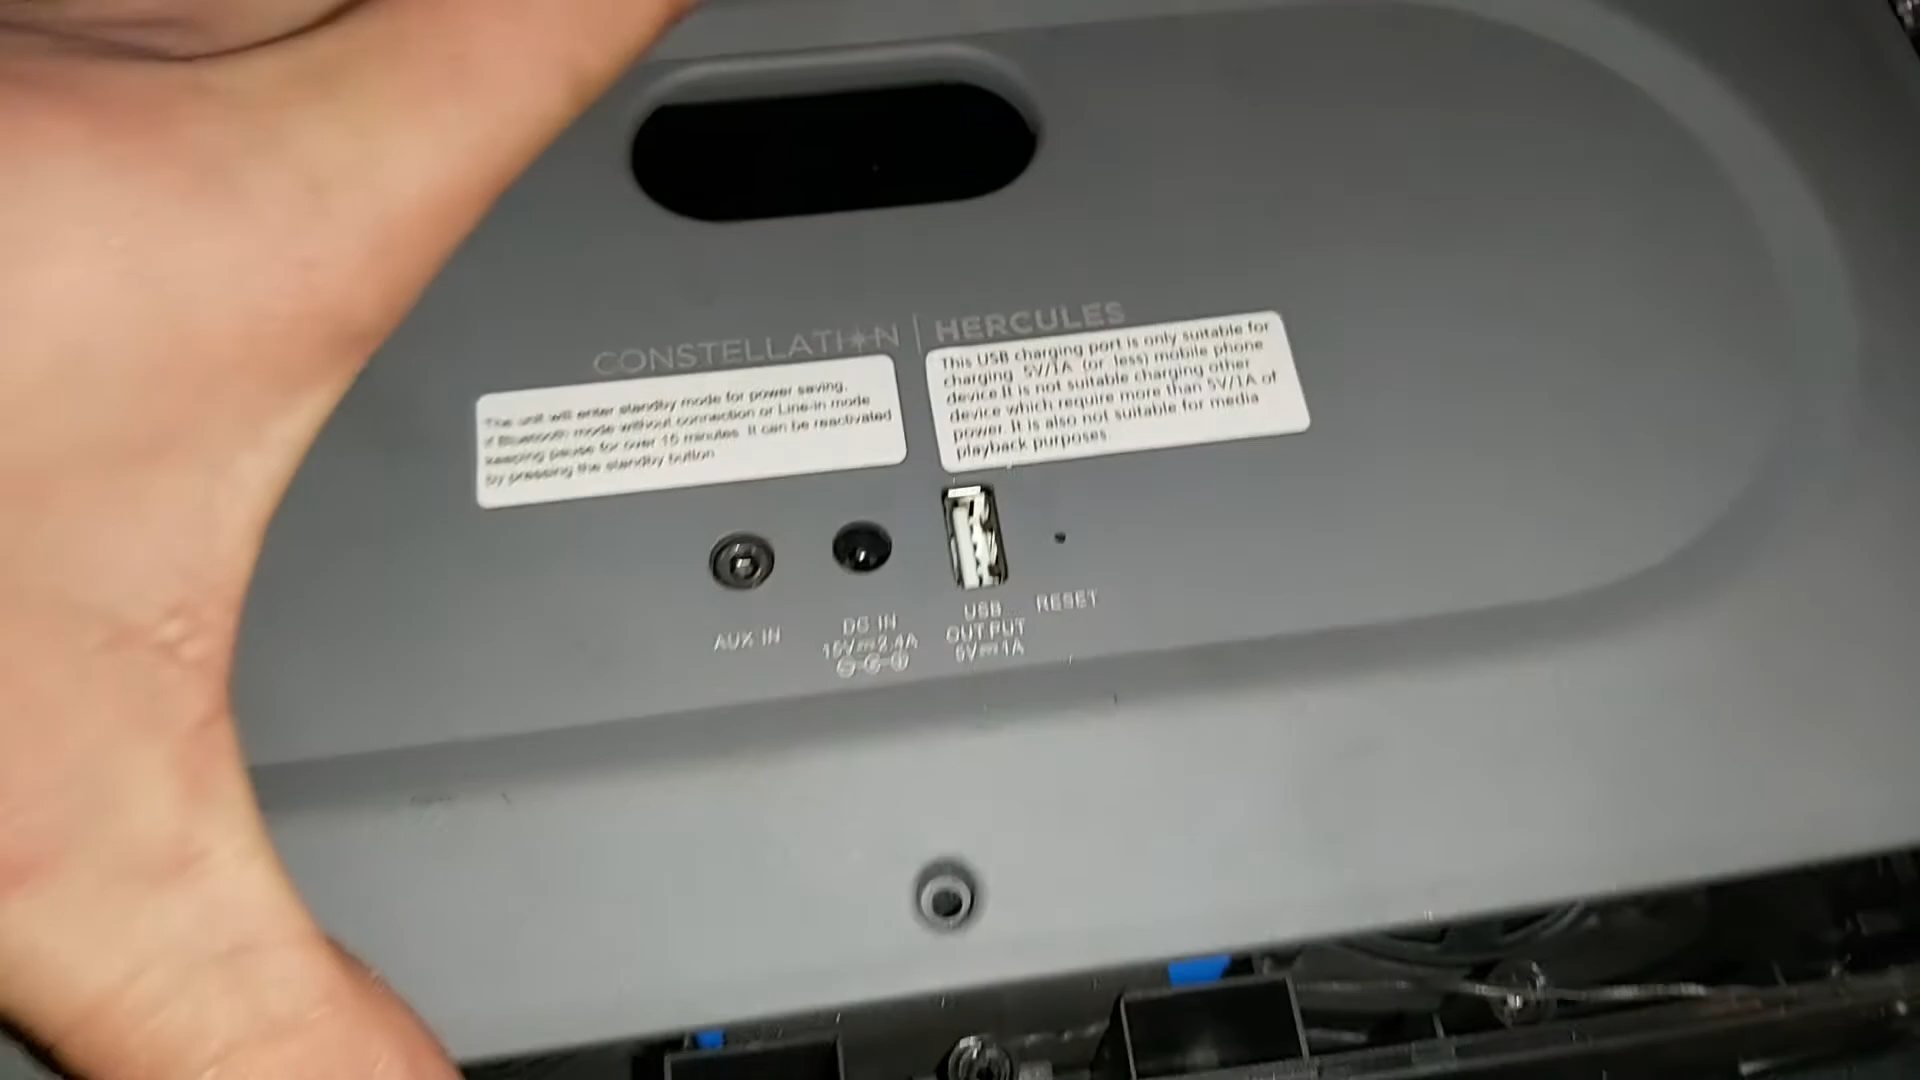 CONSTELLATION | HERCULES
The unit will enter standby mode for power saving,
if Bluetooth mode without connection or Line-in mode
keeping pause for over 15 minutes. It can be reactivated
by pressing the standby button
This USB charging port is only suitable for
charging 5V/1A (or less) mobile phone
device.It is not suitable charging other
device which require more than 5V/1A of
power. It is also not suitable for media
playback purposes
AUX IN
DC IN
15V⎓2.4A
USB
OUTPUT
5V⎓1A
RESET